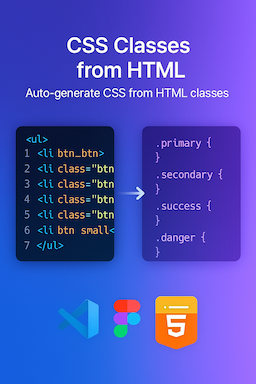 CSS Classes
from HTML
Auto-generate CSS from HTML classes
<ul>
1 <li btn_btn>
2 <li class="btn
3 <li class="btn
4 <li class="btn
5 <li class="btn
6 <li btn small<
7 </ul>
.primary {
}
.secondary {
}
.success {
}
.danger {
}
5